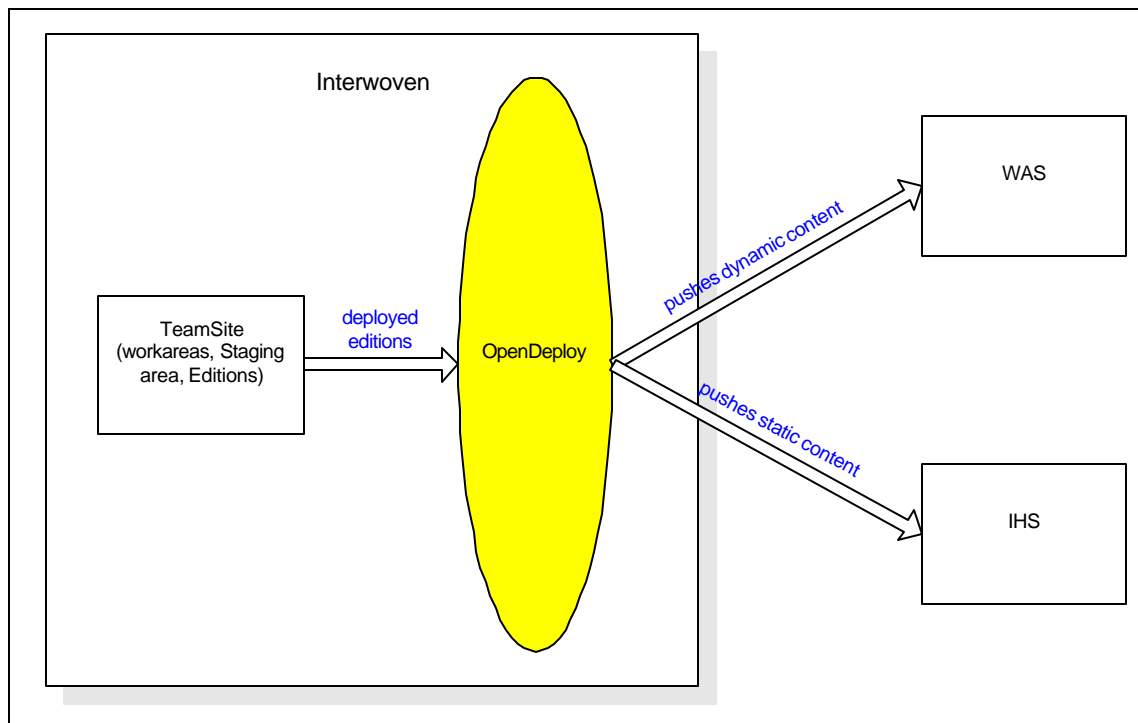 Interwoven
TeamSite
(workareas, Staging
area, Editions)
deployed
editions
OpenDeploy
pushes dynamic content
pushes static content
WAS
IHS